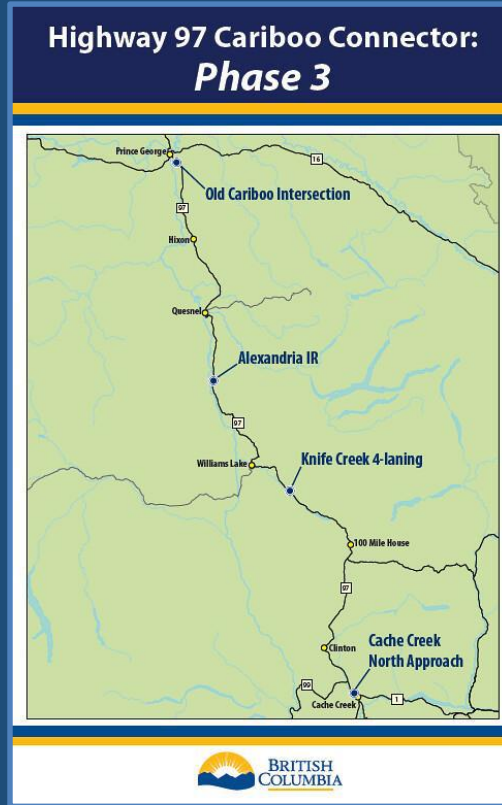 Highway 97 Cariboo Connector:
Phase 3
Prince George
16
Old Cariboo Intersection
97
Hixon
Quesnel
Alexandria IR
97
Williams Lake
Knife Creek 4-laning
100 Mile House
97
Clinton
Cache Creek
North Approach
99
1
Cache Creek
BRITISH
COLUMBIA